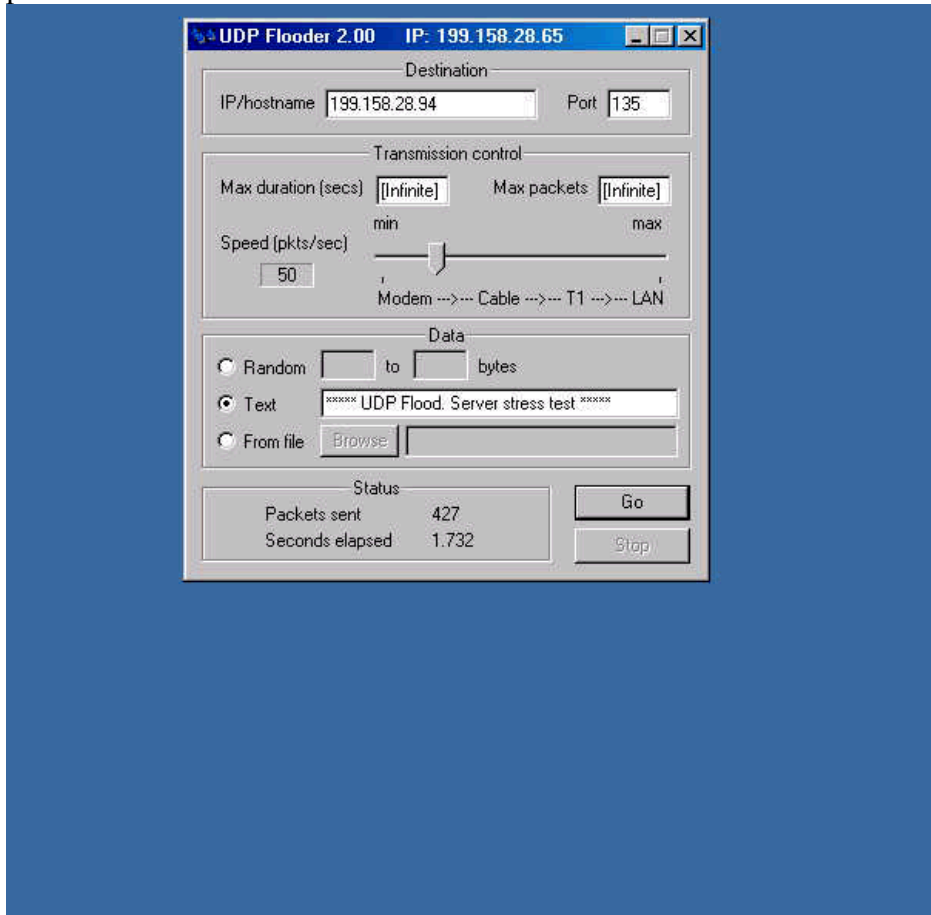 UDP Flooder 2.00 IP: 199.158.28.65
Destination
IP/hostname 199.158.28.94 Port 135
Transmission control
Max duration (secs) [Infinite] Max packets [Infinite]
min max
Speed (pkts/sec)
50
Modem --->--- Cable --->--- T1 --->--- LAN
Data
Random to bytes
Text ***** UDP Flood. Server stress test *****
From file Browse
Status
Packets sent 427
Seconds elapsed 1.732
Go
Stop